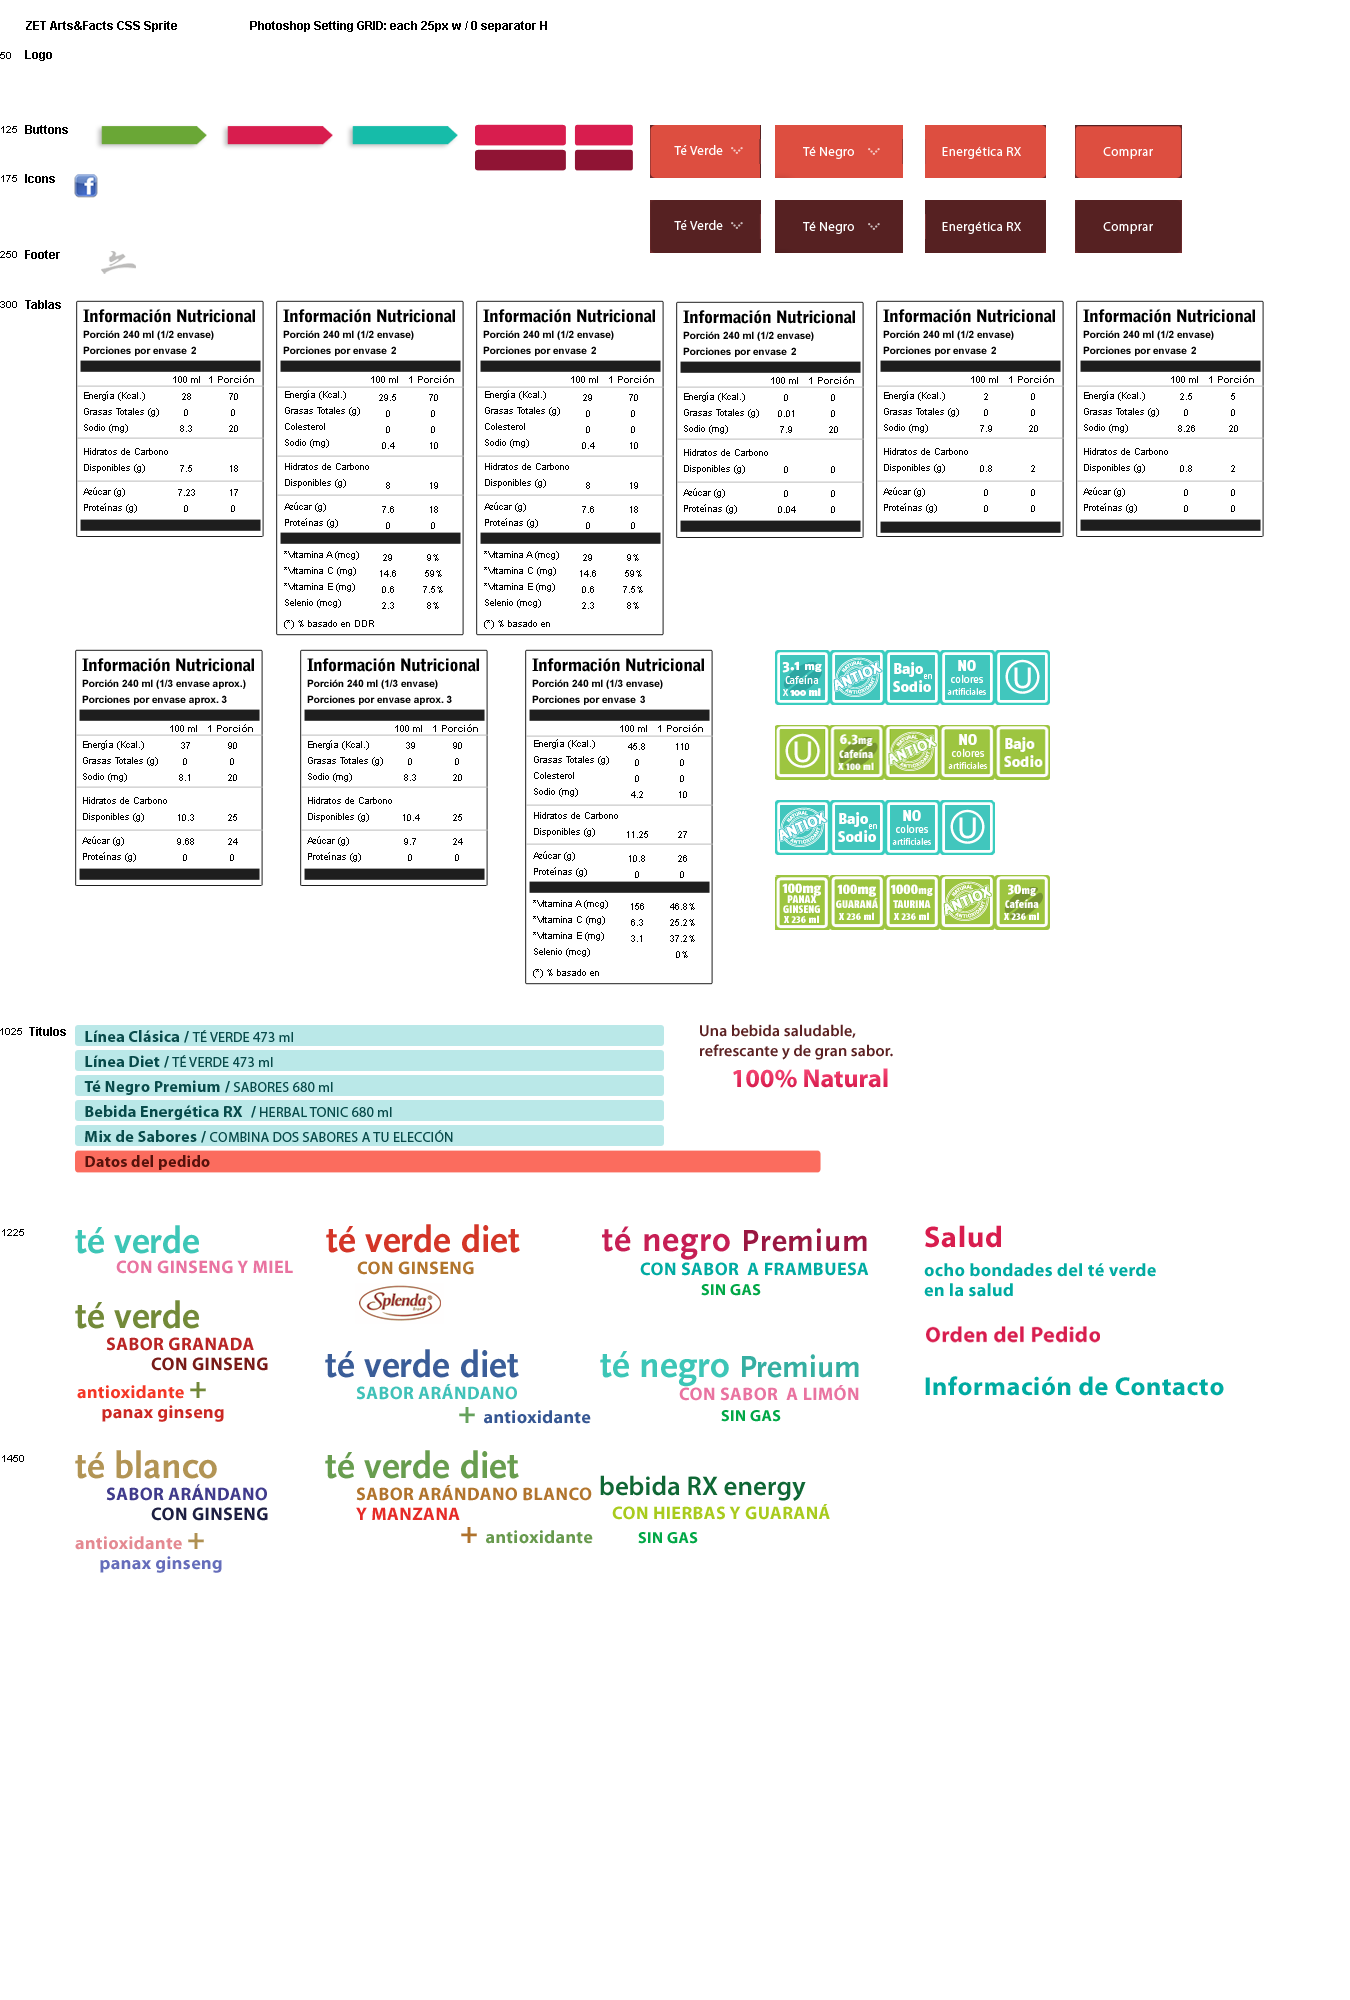 ZET Arts&Facts CSS Sprite
Photoshop Setting GRID: each 25px w / 0 separator H
50 Logo
125 Buttons
Té Verde
Té Negro
Energética RX
Comprar
175 Icons
f
Té Verde
Té Negro
Energética RX
Comprar
250 Footer
300 Tablas
Información Nutricional
Porción 240 ml (1/2 envase)
Porciones por envase 2
100 ml 1 Porción
Energía (Kcal.) 28 70
Grasas Totales (g) 0 0
Sodio (mg) 8.3 20
Hidratos de Carbono
Disponibles (g) 7.5 18
Azúcar (g) 7.23 17
Proteínas (g) 0 0
Información Nutricional
Porción 240 ml (1/2 envase)
Porciones por envase 2
100 ml 1 Porción
Energía (Kcal.) 29.5 70
Grasas Totales (g) 0 0
Colesterol 0 0
Sodio (mg) 0.4 10
Hidratos de Carbono
Disponibles (g) 8 19
Azúcar (g) 7.6 18
Proteínas (g) 0 0
*Vitamina A (mcg) 29 9%
*Vitamina C (mg) 14.6 59%
*Vitamina E (mg) 0.6 7.5%
Selenio (mcg) 2.3 8%
(*) % basado en DDR
Información Nutricional
Porción 240 ml (1/2 envase)
Porciones por envase 2
100 ml 1 Porción
Energía (Kcal.) 29 70
Grasas Totales (g) 0 0
Colesterol 0 0
Sodio (mg) 0.4 10
Hidratos de Carbono
Disponibles (g) 8 19
Azúcar (g) 7.6 18
Proteínas (g) 0 0
*Vitamina A (mcg) 29 9%
*Vitamina C (mg) 14.6 59%
*Vitamina E (mg) 0.6 7.5%
Selenio (mcg) 2.3 8%
(*) % basado en
Información Nutricional
Porción 240 ml (1/2 envase)
Porciones por envase 2
100 ml 1 Porción
Energía (Kcal.) 0 0
Grasas Totales (g) 0.01 0
Sodio (mg) 7.9 20
Hidratos de Carbono
Disponibles (g) 0 0
Azúcar (g) 0 0
Proteínas (g) 0.04 0
Información Nutricional
Porción 240 ml (1/2 envase)
Porciones por envase 2
100 ml 1 Porción
Energía (Kcal.) 2 0
Grasas Totales (g) 0 0
Sodio (mg) 7.9 20
Hidratos de Carbono
Disponibles (g) 0.8 2
Azúcar (g) 0 0
Proteínas (g) 0 0
Información Nutricional
Porción 240 ml (1/2 envase)
Porciones por envase 2
100 ml 1 Porción
Energía (Kcal.) 2.5 5
Grasas Totales (g) 0 0
Sodio (mg) 8.26 20
Hidratos de Carbono
Disponibles (g) 0.8 2
Azúcar (g) 0 0
Proteínas (g) 0 0
Información Nutricional
Porción 240 ml (1/3 envase aprox.)
Porciones por envase aprox. 3
100 ml 1 Porción
Energía (Kcal.) 37 90
Grasas Totales (g) 0 0
Sodio (mg) 8.1 20
Hidratos de Carbono
Disponibles (g) 10.3 25
Azúcar (g) 9.68 24
Proteínas (g) 0 0
Información Nutricional
Porción 240 ml (1/3 envase)
Porciones por envase aprox. 3
100 ml 1 Porción
Energía (Kcal.) 39 90
Grasas Totales (g) 0 0
Sodio (mg) 8.3 20
Hidratos de Carbono
Disponibles (g) 10.4 25
Azúcar (g) 9.7 24
Proteínas (g) 0 0
Información Nutricional
Porción 240 ml (1/3 envase)
Porciones por envase 3
100 ml 1 Porción
Energía (Kcal.) 45.8 110
Grasas Totales (g) 0 0
Colesterol 0 0
Sodio (mg) 4.2 10
Hidratos de Carbono
Disponibles (g) 11.25 27
Azúcar (g) 10.8 26
Proteínas (g) 0 0
*Vitamina A (mcg) 156 46.8%
*Vitamina C (mg) 6.3 25.2%
*Vitamina E (mg) 3.1 37.2%
Selenio (mcg) 0%
(*) % basado en
3.1 mg
Cafeína
X 100 ml
NATURAL
ANTIOX
ANTIOXIDANT
Bajo
en
Sodio
NO
colores
artificiales
U
U
6.3mg
Cafeína
X 100 ml
NATURAL
ANTIOX
ANTIOXIDANT
NO
colores
artificiales
Bajo
en
Sodio
NATURAL
ANTIOX
ANTIOXIDANT
Bajo
en
Sodio
NO
colores
artificiales
U
100mg
PANAX
GINSENG
X 236 ml
100mg
GUARANÁ
X 236 ml
1000mg
TAURINA
X 236 ml
NATURAL
ANTIOX
ANTIOXIDANT
30mg
Cafeína
X 236 ml
1025 Titulos
Línea Clásica / TÉ VERDE 473 ml
Línea Diet / TÉ VERDE 473 ml
Té Negro Premium / SABORES 680 ml
Bebida Energética RX / HERBAL TONIC 680 ml
Mix de Sabores / COMBINA DOS SABORES A TU ELECCIÓN
Datos del pedido
Una bebida saludable,
refrescante y de gran sabor.
100% Natural
1225
té verde
CON GINSENG Y MIEL
té verde diet
CON GINSENG
Splenda
Brand
té negro Premium
CON SABOR A FRAMBUESA
SIN GAS
Salud
ocho bondades del té verde
en la salud
té verde
SABOR GRANADA
CON GINSENG
antioxidante +
panax ginseng
té verde diet
SABOR ARÁNDANO
+ antioxidante
té negro Premium
CON SABOR A LIMÓN
SIN GAS
Orden del Pedido
Información de Contacto
1450
té blanco
SABOR ARÁNDANO
CON GINSENG
antioxidante +
panax ginseng
té verde diet
SABOR ARÁNDANO BLANCO
Y MANZANA
+ antioxidante
bebida RX energy
CON HIERBAS Y GUARANÁ
SIN GAS